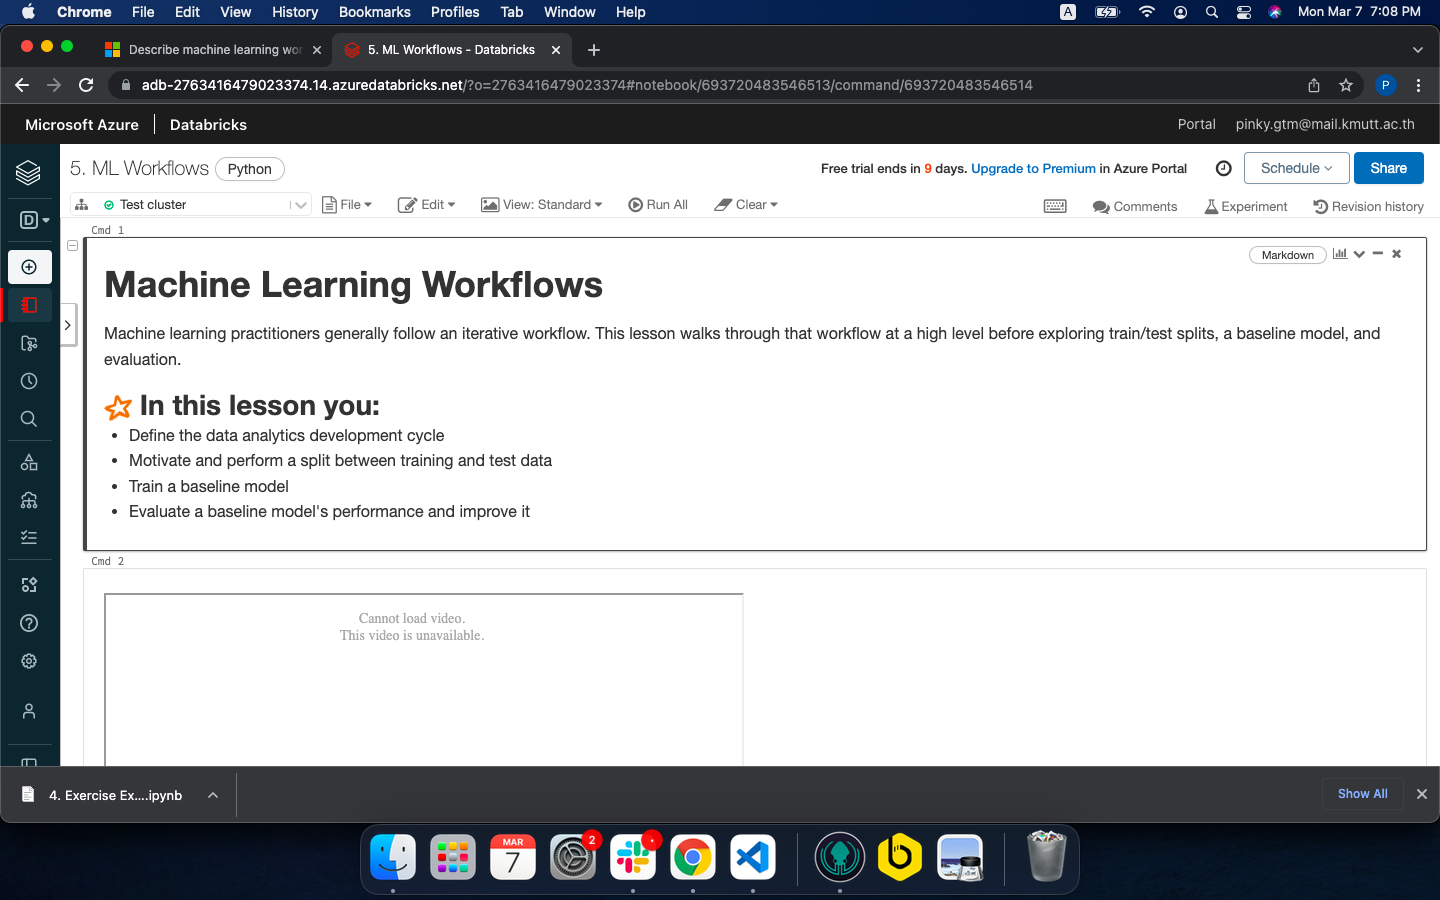 Chrome File Edit View History Bookmarks Profiles Tab Window Help A Mon Mar 7 7:08 PM
Describe machine learning wor
5. ML Workflows - Databricks
adb-2763416479023374.14.azuredatabricks.net/?o=2763416479023374#notebook/693720483546513/command/693720483546514
P
Microsoft Azure Databricks Portal pinky.gtm@mail.kmutt.ac.th
5. ML Workflows Python Free trial ends in 9 days. Upgrade to Premium in Azure Portal Schedule Share
D Test cluster File Edit View: Standard Run All Clear Comments Experiment Revision history
Cmd 1
Markdown
Machine Learning Workflows
Machine learning practitioners generally follow an iterative workflow. This lesson walks through that workflow at a high level before exploring train/test splits, a baseline model, and
evaluation.
In this lesson you:
• Define the data analytics development cycle
• Motivate and perform a split between training and test data
• Train a baseline model
• Evaluate a baseline model's performance and improve it
Cmd 2
Cannot load video.
This video is unavailable.
4. Exercise Ex....ipynb Show All
MAR
7
2